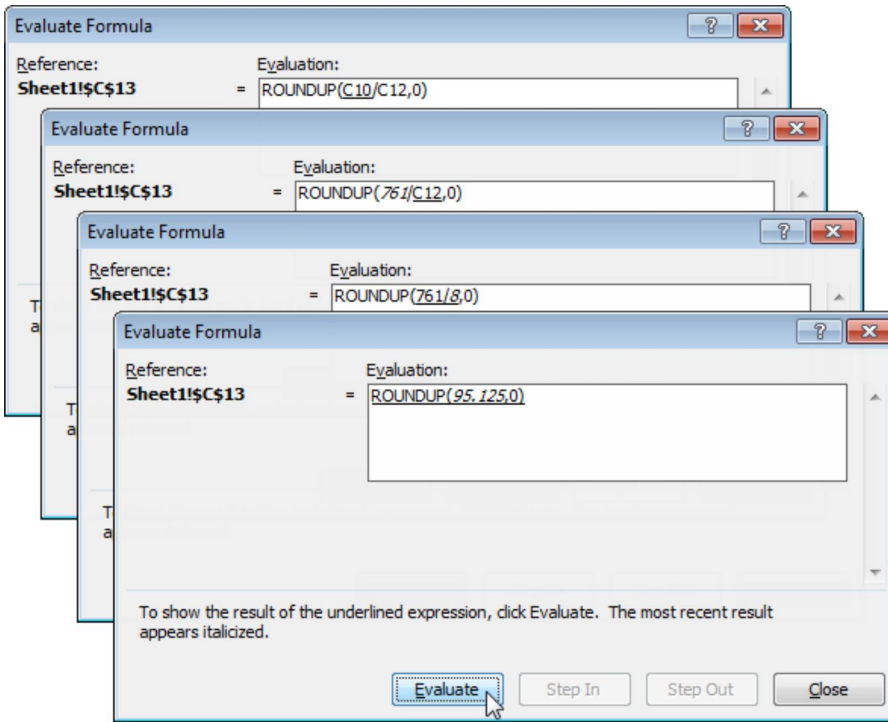 Evaluate Formula
Reference: Evaluation:
Sheet1!$C$13 = ROUNDUP(C10/C12,0)
Evaluate Formula
Reference: Evaluation:
Sheet1!$C$13 = ROUNDUP(761/C12,0)
Evaluate Formula
Reference: Evaluation:
Sheet1!$C$13 = ROUNDUP(761/8,0)
T
a
Evaluate Formula
Reference: Evaluation:
Sheet1!$C$13 = ROUNDUP(95.125,0)
T
a
T
a
To show the result of the underlined expression, click Evaluate. The most recent result
appears italicized.
Evaluate Step In Step Out Close